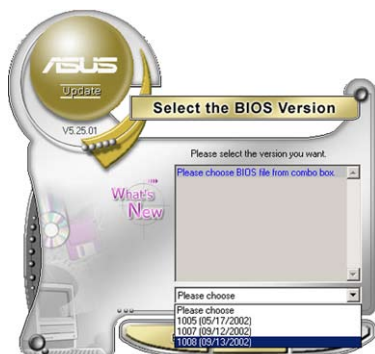 ASUS
Update
V5.25.01
Select the BIOS Version
Please select the version you want.
What's
New
Please choose BIOS file from combo box.
Please choose
Please choose
1005 (05/17/2002)
1007 (09/12/2002)
1008 (09/13/2002)